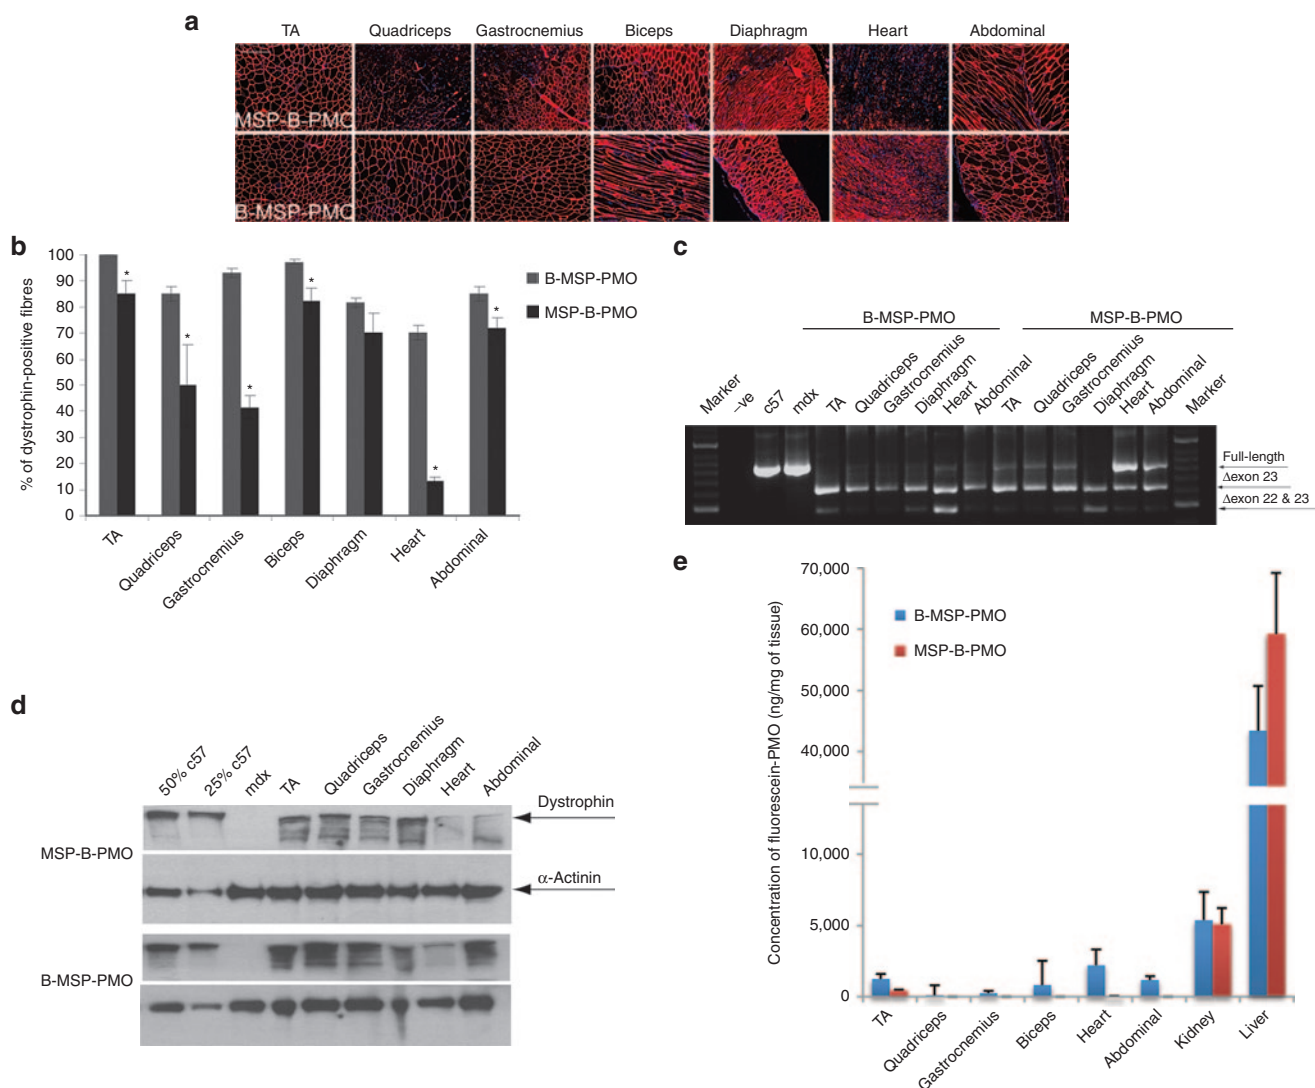 a
TA Quadriceps Gastrocnemius Biceps Diaphragm Heart Abdominal
MSP-B-PMO
B-MSP-PMO
b
% of dystrophin-positive fibres
100
90
80
70
60
50
40
30
20
10
0
* * * * * *
TA Quadriceps Gastrocnemius Biceps Diaphragm Heart Abdominal
B-MSP-PMO
MSP-B-PMO
c
B-MSP-PMO MSP-B-PMO
Marker –ve c57 mdx TA Quadriceps Gastrocnemius Diaphragm Heart Abdominal TA Quadriceps Gastrocnemius Diaphragm Heart Abdominal Marker
Full-length
Δexon 23
Δexon 22 & 23
d
50% c57 25% c57 mdx TA Quadriceps Gastrocnemius Diaphragm Heart Abdominal
Dystrophin
MSP-B-PMO
α-Actinin
B-MSP-PMO
e
Concentration of fluorescein-PMO (ng/mg of tissue)
70,000
60,000
50,000
40,000
10,000
5,000
0
B-MSP-PMO
MSP-B-PMO
TA Quadriceps Gastrocnemius Biceps Heart Abdominal Kidney Liver